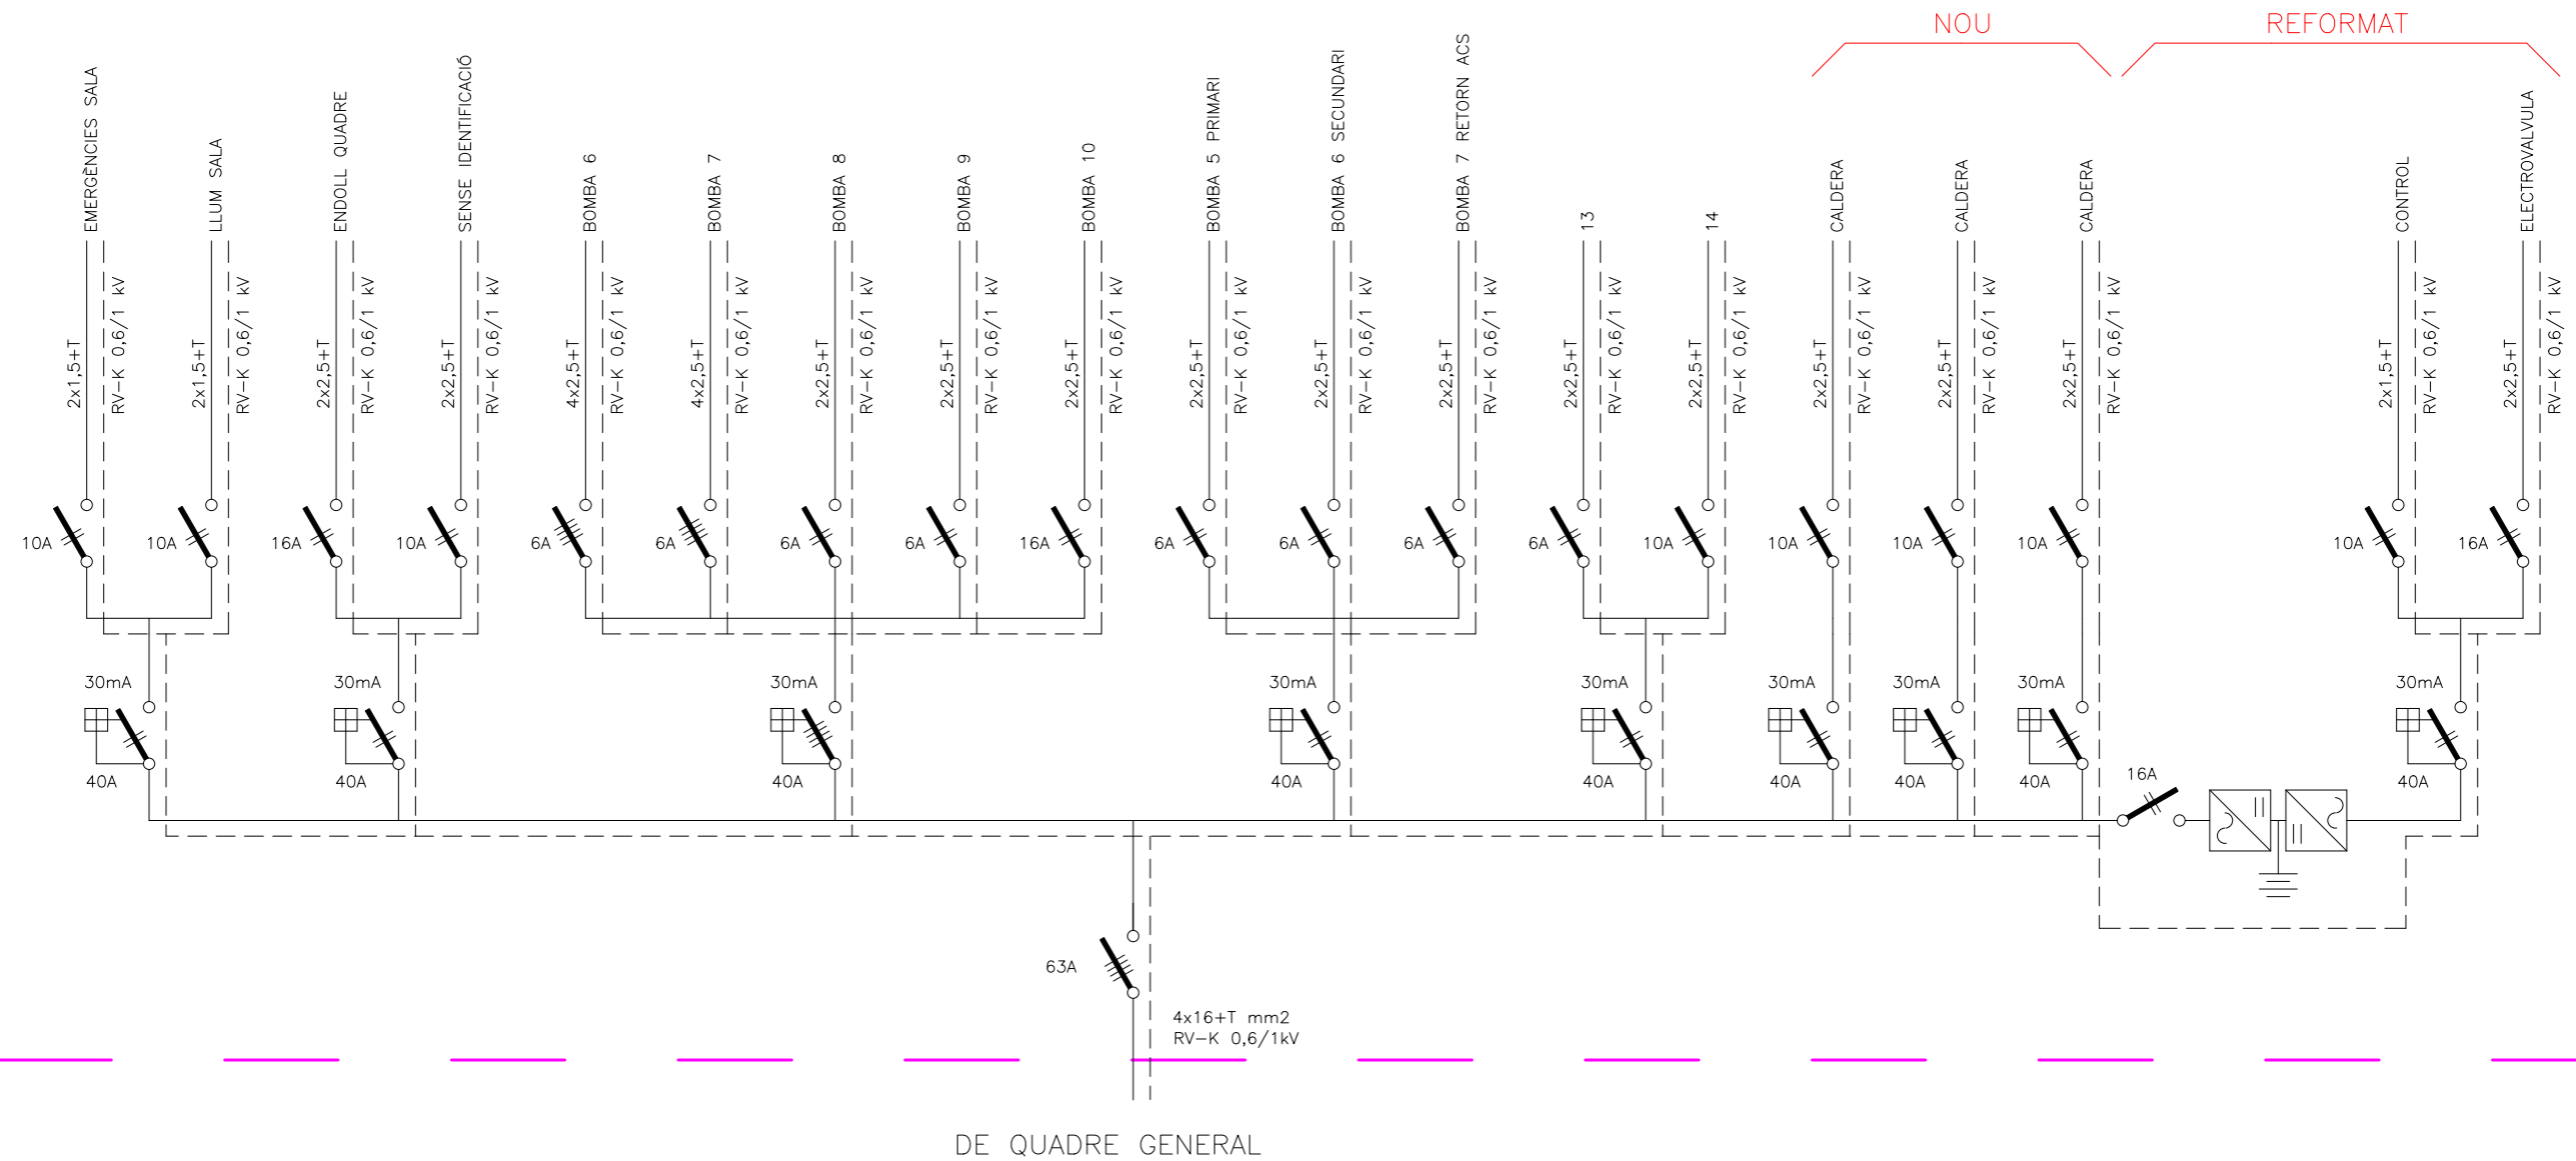 NOU
REFORMAT
EMERGÈNCIES SALA
LLUM SALA
ENDOLL QUADRE
SENSE IDENTIFICACIÓ
BOMBA 6
BOMBA 7
BOMBA 8
BOMBA 9
BOMBA 10
BOMBA 5 PRIMARI
BOMBA 6 SECUNDARI
BOMBA 7 RETORN ACS
13
14
CALDERA
CALDERA
CALDERA
CONTROL
ELECTROVALVULA
2x1,5+T
RV-K 0,6/1 kV
2x1,5+T
RV-K 0,6/1 kV
2x2,5+T
RV-K 0,6/1 kV
2x2,5+T
RV-K 0,6/1 kV
4x2,5+T
RV-K 0,6/1 kV
4x2,5+T
RV-K 0,6/1 kV
2x2,5+T
RV-K 0,6/1 kV
2x2,5+T
RV-K 0,6/1 kV
2x2,5+T
RV-K 0,6/1 kV
2x2,5+T
RV-K 0,6/1 kV
2x2,5+T
RV-K 0,6/1 kV
2x2,5+T
RV-K 0,6/1 kV
2x2,5+T
RV-K 0,6/1 kV
2x2,5+T
RV-K 0,6/1 kV
2x2,5+T
RV-K 0,6/1 kV
2x2,5+T
RV-K 0,6/1 kV
2x2,5+T
RV-K 0,6/1 kV
2x1,5+T
RV-K 0,6/1 kV
2x2,5+T
RV-K 0,6/1 kV
10A
10A
16A
10A
6A
6A
6A
6A
16A
6A
6A
6A
6A
10A
10A
10A
10A
10A
16A
30mA
30mA
30mA
30mA
30mA
30mA
30mA
30mA
30mA
40A
40A
40A
40A
40A
40A
40A
40A
40A
16A
63A
4x16+T mm2
RV-K 0,6/1kV
DE QUADRE GENERAL